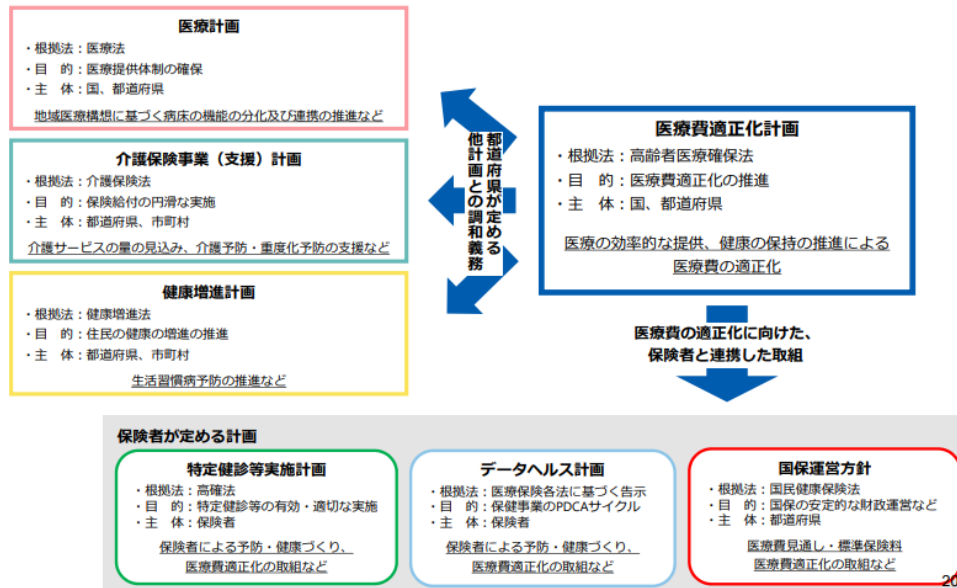 医療計画
・根拠法：医療法
・目　的：医療提供体制の確保
・主　体：国、都道府県
地域医療構想に基づく病床の機能の分化及び連携の推進など
介護保険事業（支援）計画
・根拠法：介護保険法
・目　的：保険給付の円滑な実施
・主　体：都道府県、市町村
介護サービスの量の見込み、介護予防・重度化予防の支援など
健康増進計画
・根拠法：健康増進法
・目　的：住民の健康の増進の推進
・主　体：都道府県、市町村
生活習慣病予防の推進など
都道府県が定める
他計画との調和義務
医療費適正化計画
・根拠法：高齢者医療確保法
・目　的：医療費適正化の推進
・主　体：国、都道府県
医療の効率的な提供、健康の保持の推進による
医療費の適正化
医療費の適正化に向けた、
保険者と連携した取組
保険者が定める計画
特定健診等実施計画
・根拠法：高確法
・目　的：特定健診等の有効・適切な実施
・主　体：保険者
保険者による予防・健康づくり、
医療費適正化の取組など
データヘルス計画
・根拠法：医療保険各法に基づく告示
・目　的：保健事業のPDCAサイクル
・主　体：保険者
保険者による予防・健康づくり、
医療費適正化の取組など
国保運営方針
・根拠法：国民健康保険法
・目　的：国保の安定的な財政運営など
・主　体：都道府県
医療費見通し・標準保険料
医療費適正化の取組など
20